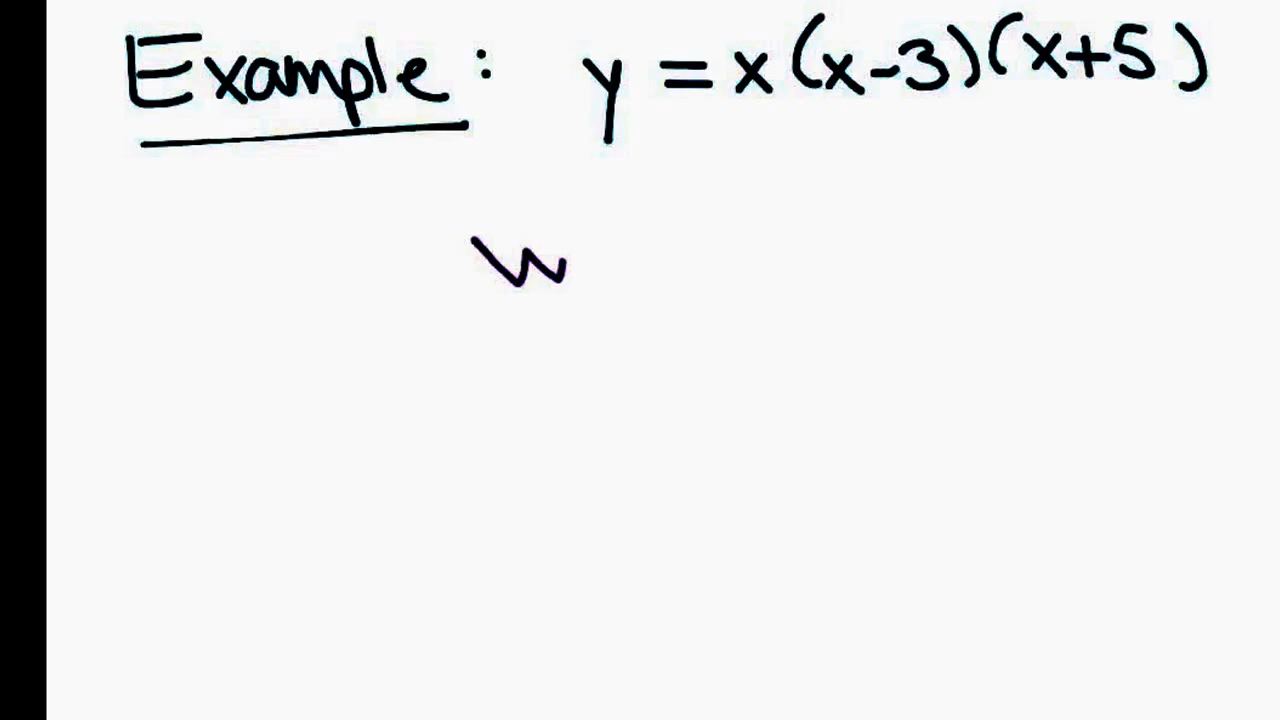 Example: y = x(x-3)(x+5)
W